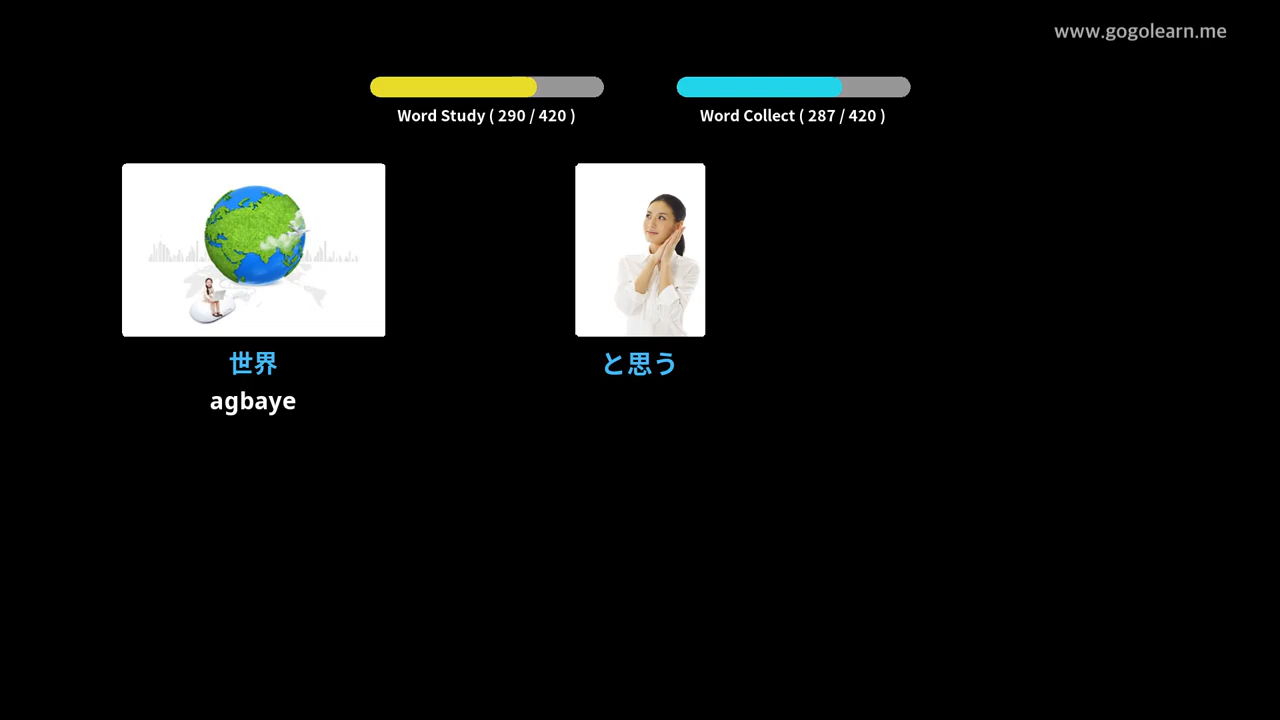 www.gogolearn.me
Word Study ( 290 / 420 )
Word Collect ( 287 / 420 )
世界
agbaye
と思う